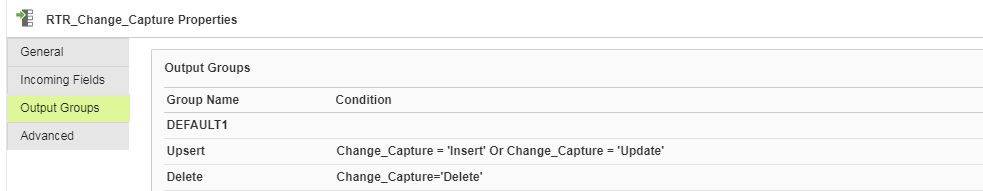 RTR_Change_Capture Properties
General
Incoming Fields
Output Groups
Advanced
Output Groups
Group Name Condition
DEFAULT1
Upsert Change_Capture = 'Insert' Or Change_Capture = 'Update'
Delete Change_Capture='Delete'